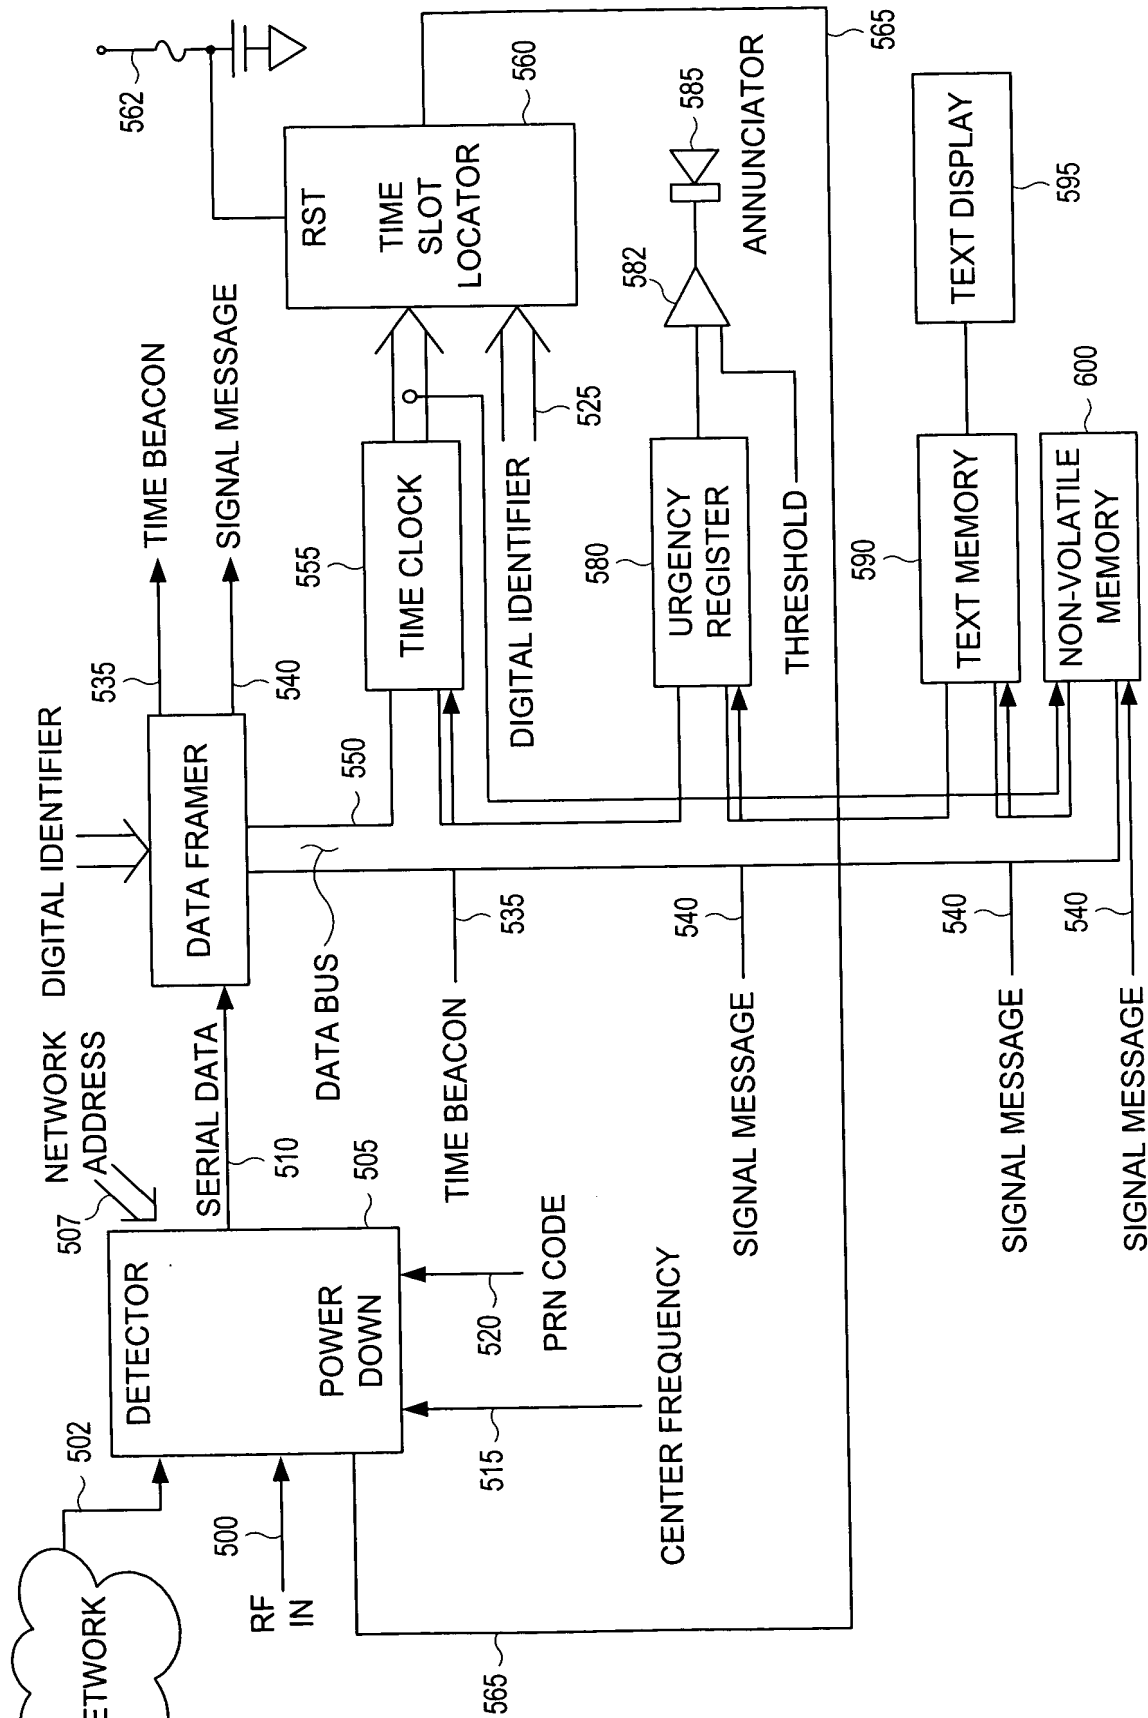 ETWORK
502
RF
IN
500
565
DETECTOR
POWER
DOWN
505
507
NETWORK
ADDRESS
515
CENTER FREQUENCY
520
PRN CODE
SERIAL DATA
510
DIGITAL IDENTIFIER
DATA FRAMER
535
TIME BEACON
540
SIGNAL MESSAGE
DATA BUS
550
TIME BEACON
535
555
TIME CLOCK
DIGITAL IDENTIFIER
525
RST
TIME
SLOT
LOCATOR
560
562
565
SIGNAL MESSAGE
540
580
URGENCY
REGISTER
THRESHOLD
582
585
ANNUNCIATOR
SIGNAL MESSAGE
540
590
TEXT MEMORY
TEXT DISPLAY
595
SIGNAL MESSAGE
540
NON-VOLATILE
MEMORY
600